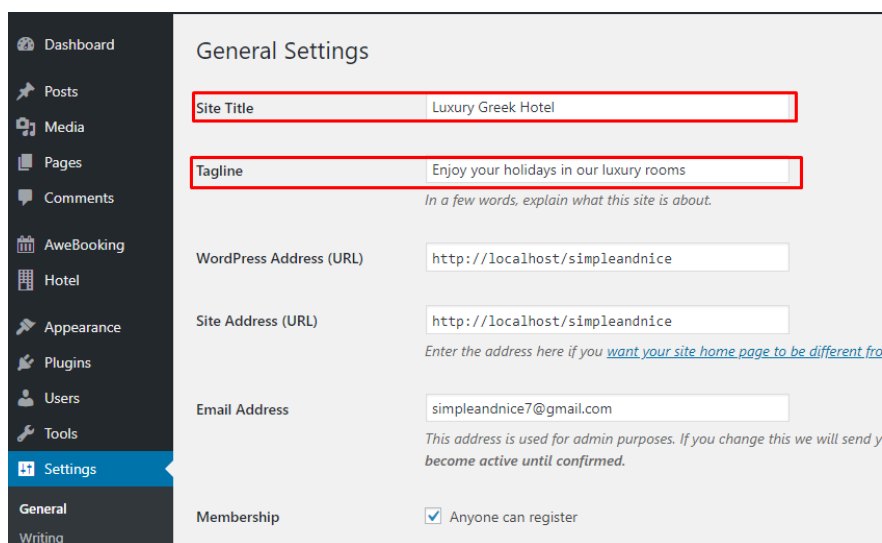 Dashboard
Posts
Media
Pages
Comments
AweBooking
Hotel
Appearance
Plugins
Users
Tools
Settings
General
Writing
General Settings
Site Title Luxury Greek Hotel
Tagline Enjoy your holidays in our luxury rooms
In a few words, explain what this site is about.
WordPress Address (URL) http://localhost/simpleandnice
Site Address (URL) http://localhost/simpleandnice
Enter the address here if you want your site home page to be different fro
Email Address simpleandnice7@gmail.com
This address is used for admin purposes. If you change this we will send y
become active until confirmed.
Membership Anyone can register